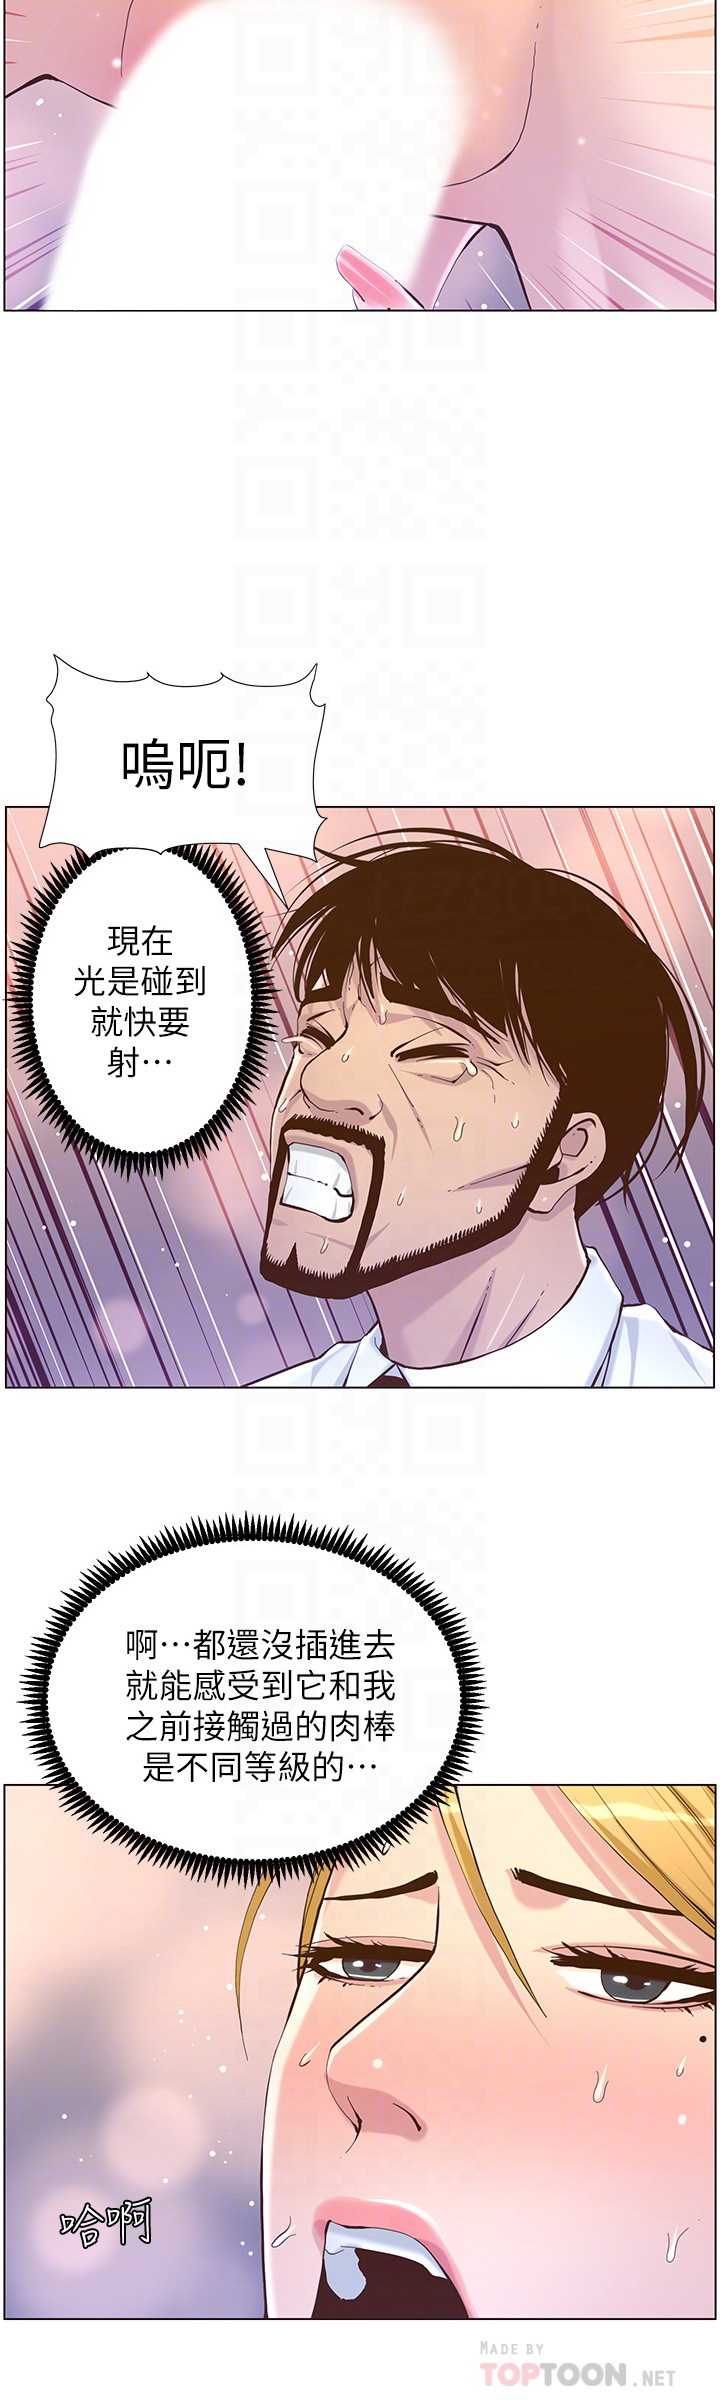 嗚呃!
現在
光是碰到
就快要
射⋯
啊⋯都還沒插進去
就能感受到它和我
之前接觸過的肉棒
是不同等級的⋯
哈啊
MADE BY
TOPTOON.NET